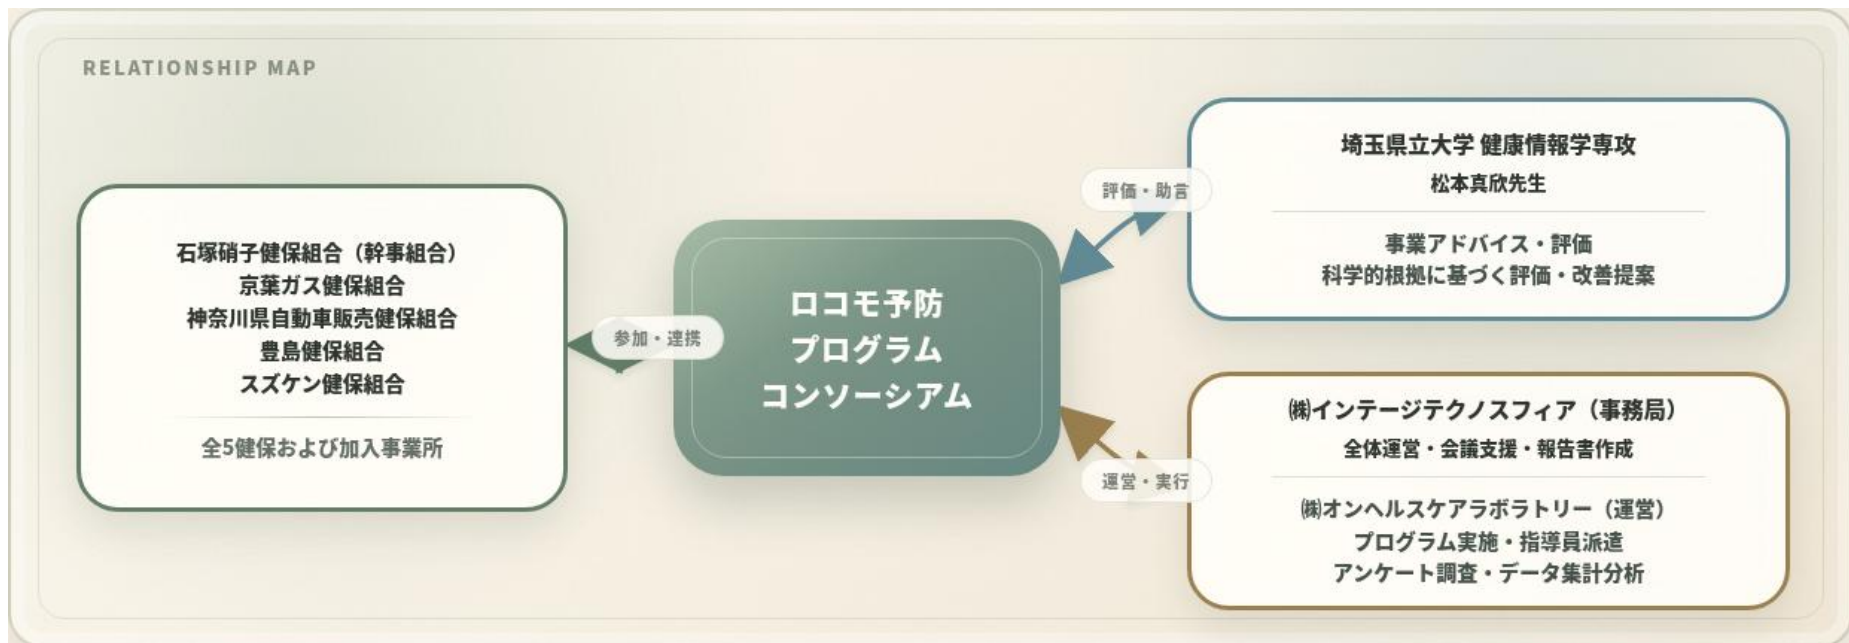 RELATIONSHIP MAP
石塚硝子健保組合（幹事組合）
京葉ガス健保組合
神奈川県自動車販売健保組合
豊島健保組合
スズケン健保組合
全5健保および加入事業所
参加・連携
ロコモ予防
プログラム
コンソーシアム
評価・助言
埼玉県立大学 健康情報学専攻
松本真欣先生
事業アドバイス・評価
科学的根拠に基づく評価・改善提案
運営・実行
㈱インテージテクノスフィア（事務局）
全体運営・会議支援・報告書作成
㈱オンヘルスケアラボラトリー（運営）
プログラム実施・指導員派遣
アンケート調査・データ集計分析